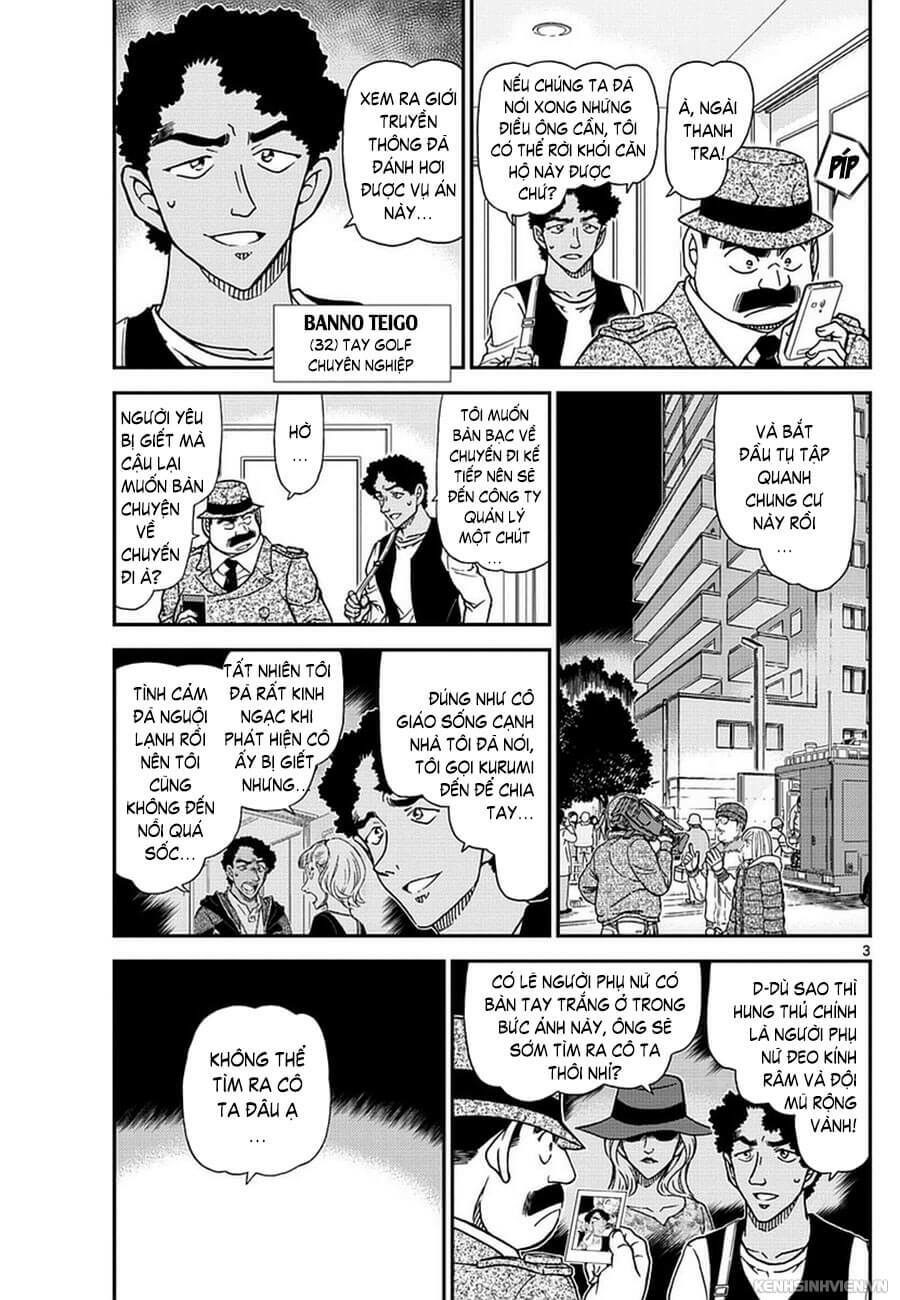 À, NGÀI
THANH
TRA!
PÍP
NẾU CHÚNG TA ĐÃ
NÓI XONG NHỮNG
ĐIỀU ÔNG CẦN, TÔI
CÓ THỂ RỜI KHỎI CĂN
HỘ NÀY ĐƯỢC
CHỨ?
XEM RA GIỚI
TRUYỀN
THÔNG ĐÃ
ĐÁNH HƠI
ĐƯỢC VỤ ÁN
NÀY...
BANNO TEIGO
(32) TAY GOLF
CHUYÊN NGHIỆP
VÀ BẮT
ĐẦU TỤ TẬP
QUANH
CHUNG CƯ
NÀY RỒI
...
TÔI MUỐN
BÀN BẠC VỀ
CHUYẾN ĐI KẾ
TIẾP NÊN SẼ
ĐẾN CÔNG TY
QUẢN LÝ
MỘT CHÚT
...
HỜ
...
NGƯỜI YÊU
BỊ GIẾT MÀ
CẬU LẠI
MUỐN BÀN
CHUYỆN
VỀ
CHUYẾN
ĐI À?
ĐÚNG NHƯ CÔ
GIÁO SỐNG CẠNH
NHÀ TÔI ĐÃ NÓI,
TÔI GỌI KURUMI
ĐẾN ĐỂ CHIA
TAY
TẤT NHIÊN TÔI
ĐÃ RẤT KINH
NGẠC KHI
PHÁT HIỆN CÔ
ẤY BỊ GIẾT
NHƯNG...
TÌNH CẢM
ĐÃ NGUỘI
LẠNH RỒI
NÊN TÔI
CŨNG
KHÔNG ĐẾN
NỖI QUÁ
SỐC...
3
D-DÙ SAO THÌ
HUNG THỦ CHÍNH
LÀ NGƯỜI PHỤ
NỮ ĐEO KÍNH
RÂM VÀ ĐỘI
MŨ RỘNG
VÀNH!
CÓ LẼ NGƯỜI PHỤ NỮ CÓ
BÀN TAY TRẮNG Ở TRONG
BỨC ẢNH NÀY, ÔNG SẼ
SỚM TÌM RA CÔ TA
THÔI NHỈ?
KHÔNG THỂ
TÌM RA CÔ
TA ĐÂU Ạ
...
KENHSINHVIEN.VN